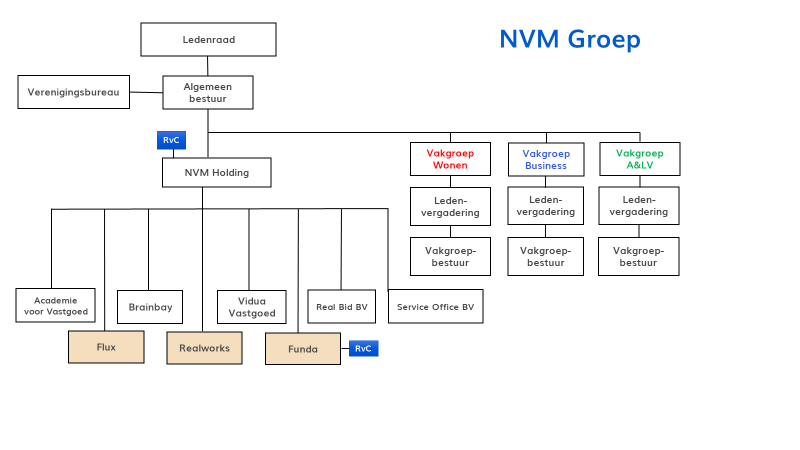 NVM Groep
Ledenraad
Verenigingsbureau
Algemeen
bestuur
RvC
NVM Holding
Vakgroep
Wonen
Vakgroep
Business
Vakgroep
A&LV
Leden-
vergadering
Leden-
vergadering
Leden-
vergadering
Vakgroep-
bestuur
Vakgroep-
bestuur
Vakgroep-
bestuur
Academie
voor Vastgoed
Brainbay
Vidua
Vastgoed
Real Bid BV
Service Office BV
Flux
Realworks
Funda
RvC